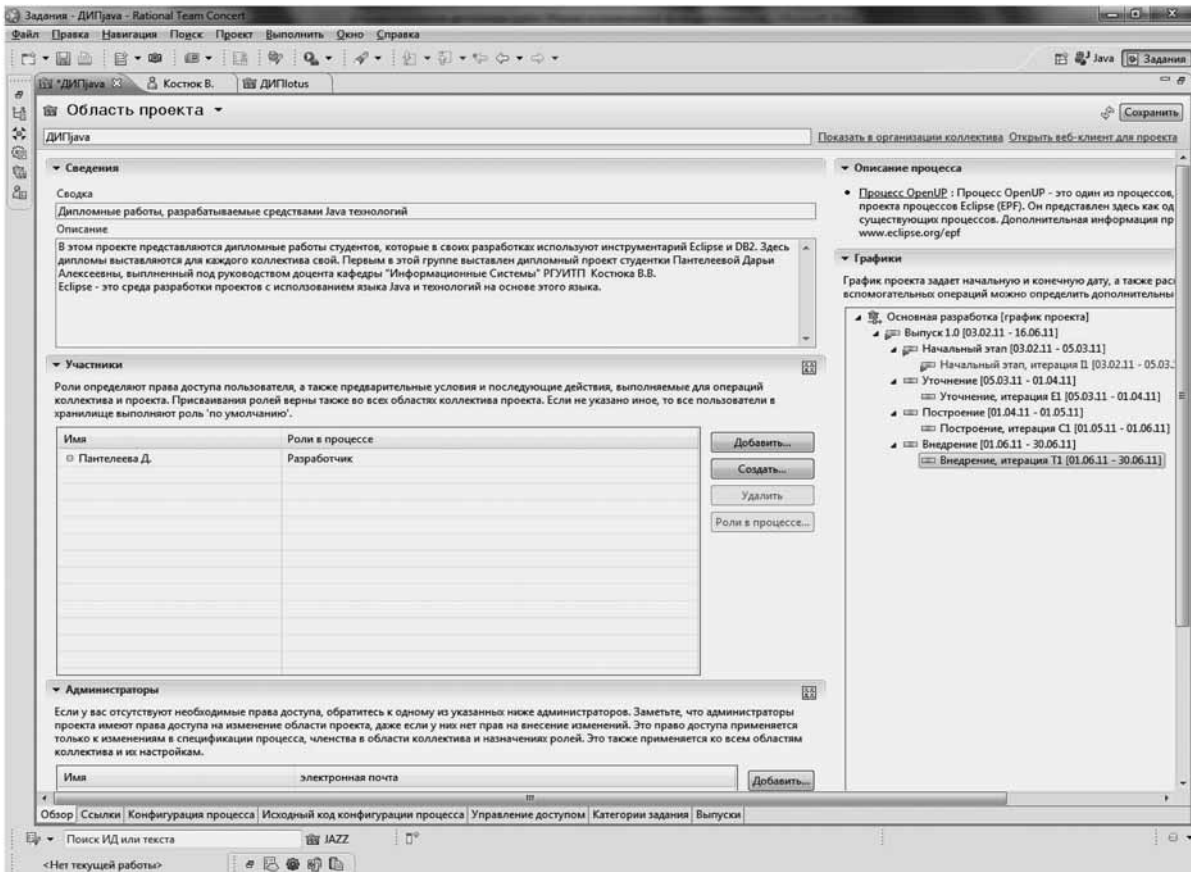 Задания - ДИПjava - Rational Team Concert
Файл Правка Навигация Поиск Проект Выполнить Окно Справка
Java Задания
*ДИПjava Костюк В. ДИПlotus
Область проекта
Сохранить
ДИПjava
Показать в организации коллектива Открыть веб-клиент для проекта
Сведения
Сводка
Дипломные работы, разрабатываемые средствами Java технологий
Описание
В этом проекте представляются дипломные работы студентов, которые в своих разработках используют инструментарий Eclipse и DB2. Здесь
дипломы выставляются для каждого коллектива свой. Первым в этой группе выставлен дипломный проект студентки Пантелеевой Дарьи
Алексеевны, выплненный под руководством доцента кафедры "Информационные Системы" РГУИТП Костюка В.В.
Eclipse - это среда разработки проектов с исползованием языка Java и технологий на основе этого языка.
Участники
Роли определяют права доступа пользователя, а также предварительные условия и последующие действия, выполняемые для операций
коллектива и проекта. Присваивания ролей верны также во всех областях коллектива проекта. Если не указано иное, то все пользователи в
хранилище выполняют роль 'по умолчанию'.
Имя Роли в процессе
Пантелеева Д. Разработчик
Добавить...
Создать...
Удалить
Роли в процессе...
Администраторы
Если у вас отсутствуют необходимые права доступа, обратитесь к одному из указанных ниже администраторов. Заметьте, что администраторы
проекта имеют права доступа на изменение области проекта, даже если у них нет прав на внесение изменений. Это право доступа применяется
только к изменениям в спецификации процесса, членства в области коллектива и назначениях ролей. Это также применяется ко всем областям
коллектива и их настройкам.
Имя электронная почта
Добавить...
Описание процесса
Процесс OpenUP : Процесс OpenUP - это один из процессов,
проекта процессов Eclipse (EPF). Он представлен здесь как од
существующих процессов. Дополнительная информация пр
www.eclipse.org/epf
Графики
График проекта задает начальную и конечную дату, а также расп
вспомогательных операций можно определить дополнительны
Основная разработка [график проекта]
Выпуск 1.0 [03.02.11 - 16.06.11]
Начальный этап [03.02.11 - 05.03.11]
Начальный этап, итерация I1 [03.02.11 - 05.03.
Уточнение [05.03.11 - 01.04.11]
Уточнение, итерация E1 [05.03.11 - 01.04.11]
Построение [01.04.11 - 01.05.11]
Построение, итерация C1 [01.05.11 - 01.06.11]
Внедрение [01.06.11 - 30.06.11]
Внедрение, итерация T1 [01.06.11 - 30.06.11]
Обзор Ссылки Конфигурация процесса Исходный код конфигурации процесса Управление доступом Категории задания Выпуски
Поиск ИД или текста JAZZ
<Нет текущей работы>